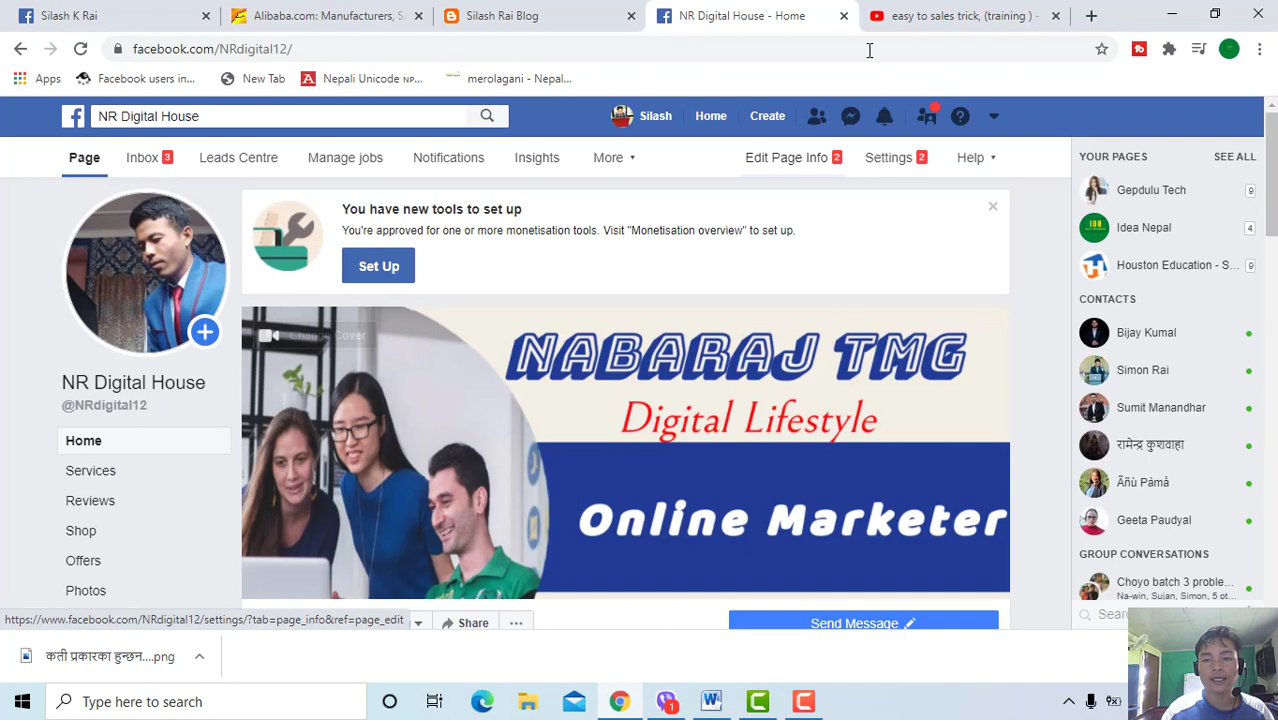 Silash K Rai
Alibaba.com: Manufacturers, S
Silash Rai Blog
NR Digital House - Home
easy to sales trick, (training ) -
facebook.com/NRdigital12/
Apps
Facebook users in...
New Tab
Nepali Unicode नेप...
merolagani - Nepal...
NR Digital House
Silash
Home
Create
Page
Inbox 3
Leads Centre
Manage jobs
Notifications
Insights
More
Edit Page Info 2
Settings 2
Help
YOUR PAGES
SEE ALL
Gepdulu Tech 9
Idea Nepal 4
Houston Education - S... 9
CONTACTS
Bijay Kumal
Simon Rai
Sumit Manandhar
रामेन्द्र कुशवाहा
Ãñù Pámå
Geeta Paudyal
GROUP CONVERSATIONS
Choyo batch 3 proble...
Na-win, Sujan, Simon, 5 ot...
You have new tools to set up
You're approved for one or more monetisation tools. Visit "Monetisation overview" to set up.
Set Up
Change Cover
NABARAJ TMG
Digital Lifestyle
Online Marketer
NR Digital House
@NRdigital12
Home
Services
Reviews
Shop
Offers
Photos
https://www.facebook.com/NRdigital12/settings/?tab=page_info&ref=page_edit
Share
Send Message
कती प्रकारका हुन्छन....png
Type here to search
1